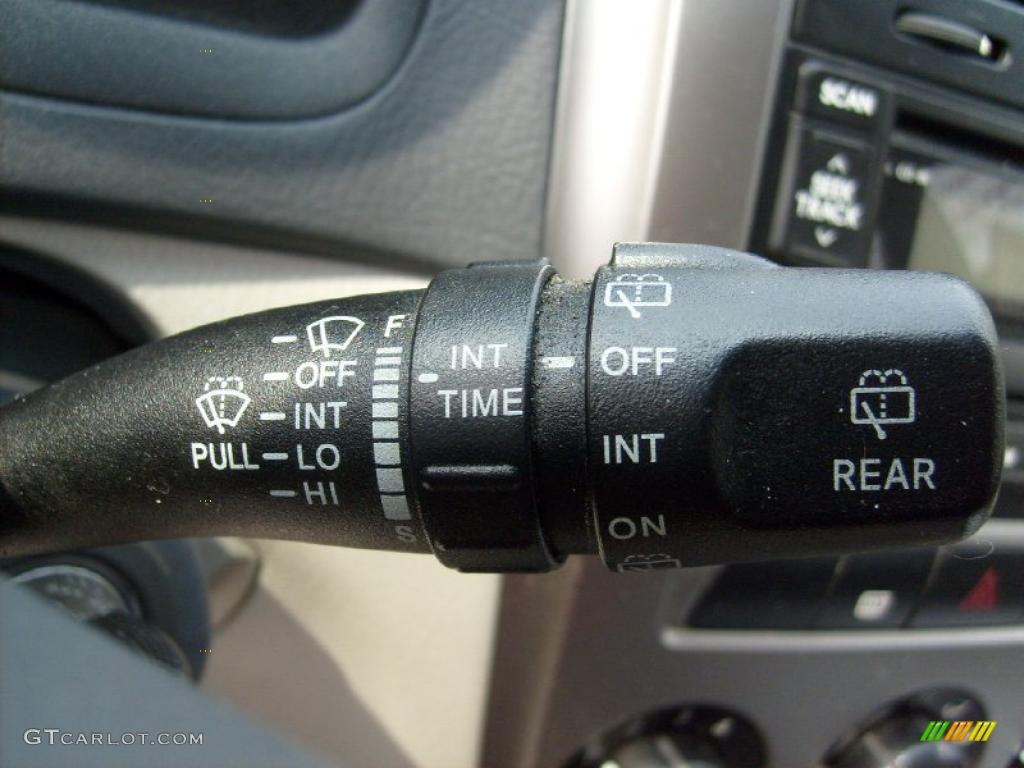 SCAN
SEEK
TRACK
F
OFF
INT
PULL
LO
HI
S
INT
TIME
OFF
INT
ON
REAR
GTCARLOT.COM